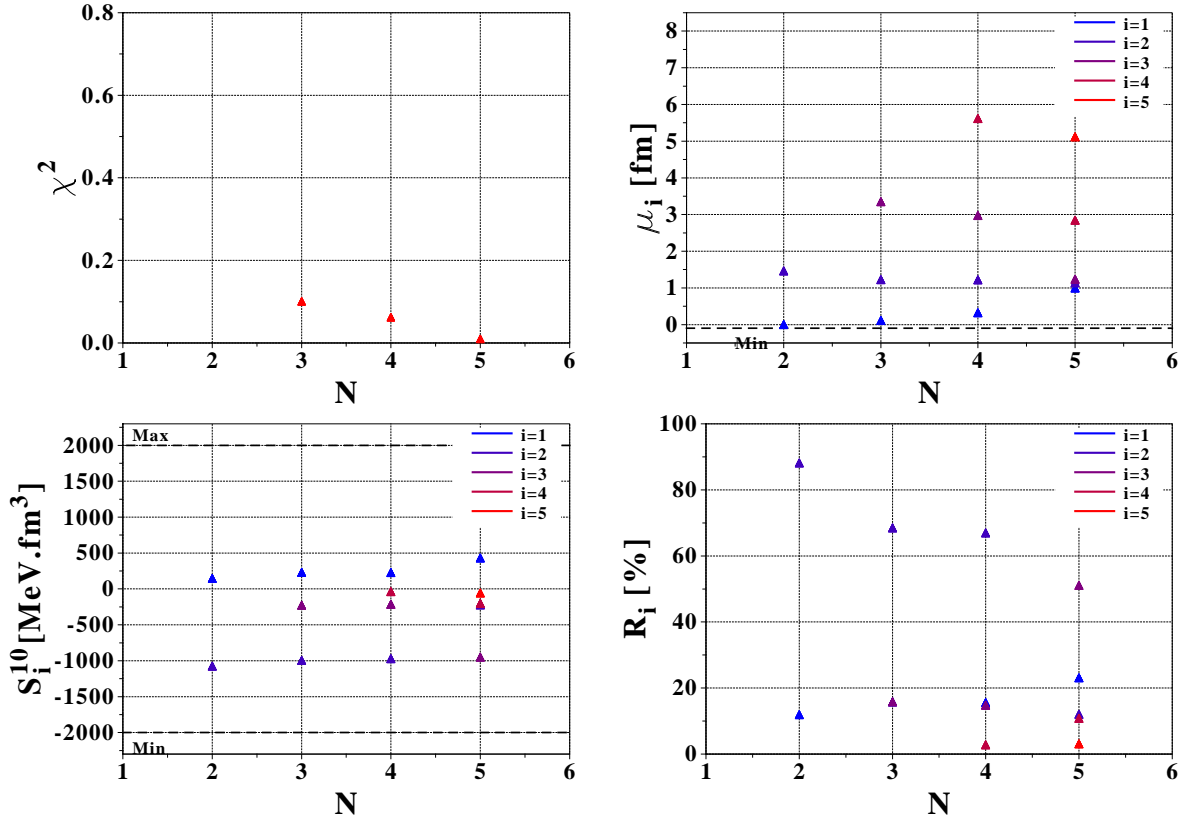 0.8
0.6
0.4
0.2
0.0
1 2 3 4 5 6
χ²
N
8
7
6
5
4
3
2
1
0
1 2 3 4 5 6
μ_i [fm]
N
Min
i=1
i=2
i=3
i=4
i=5
2000
1500
1000
500
0
-500
-1000
-1500
-2000
1 2 3 4 5 6
S_i^10 [MeV.fm³]
N
Max
Min
i=1
i=2
i=3
i=4
i=5
100
80
60
40
20
0
1 2 3 4 5 6
R_i [%]
N
i=1
i=2
i=3
i=4
i=5